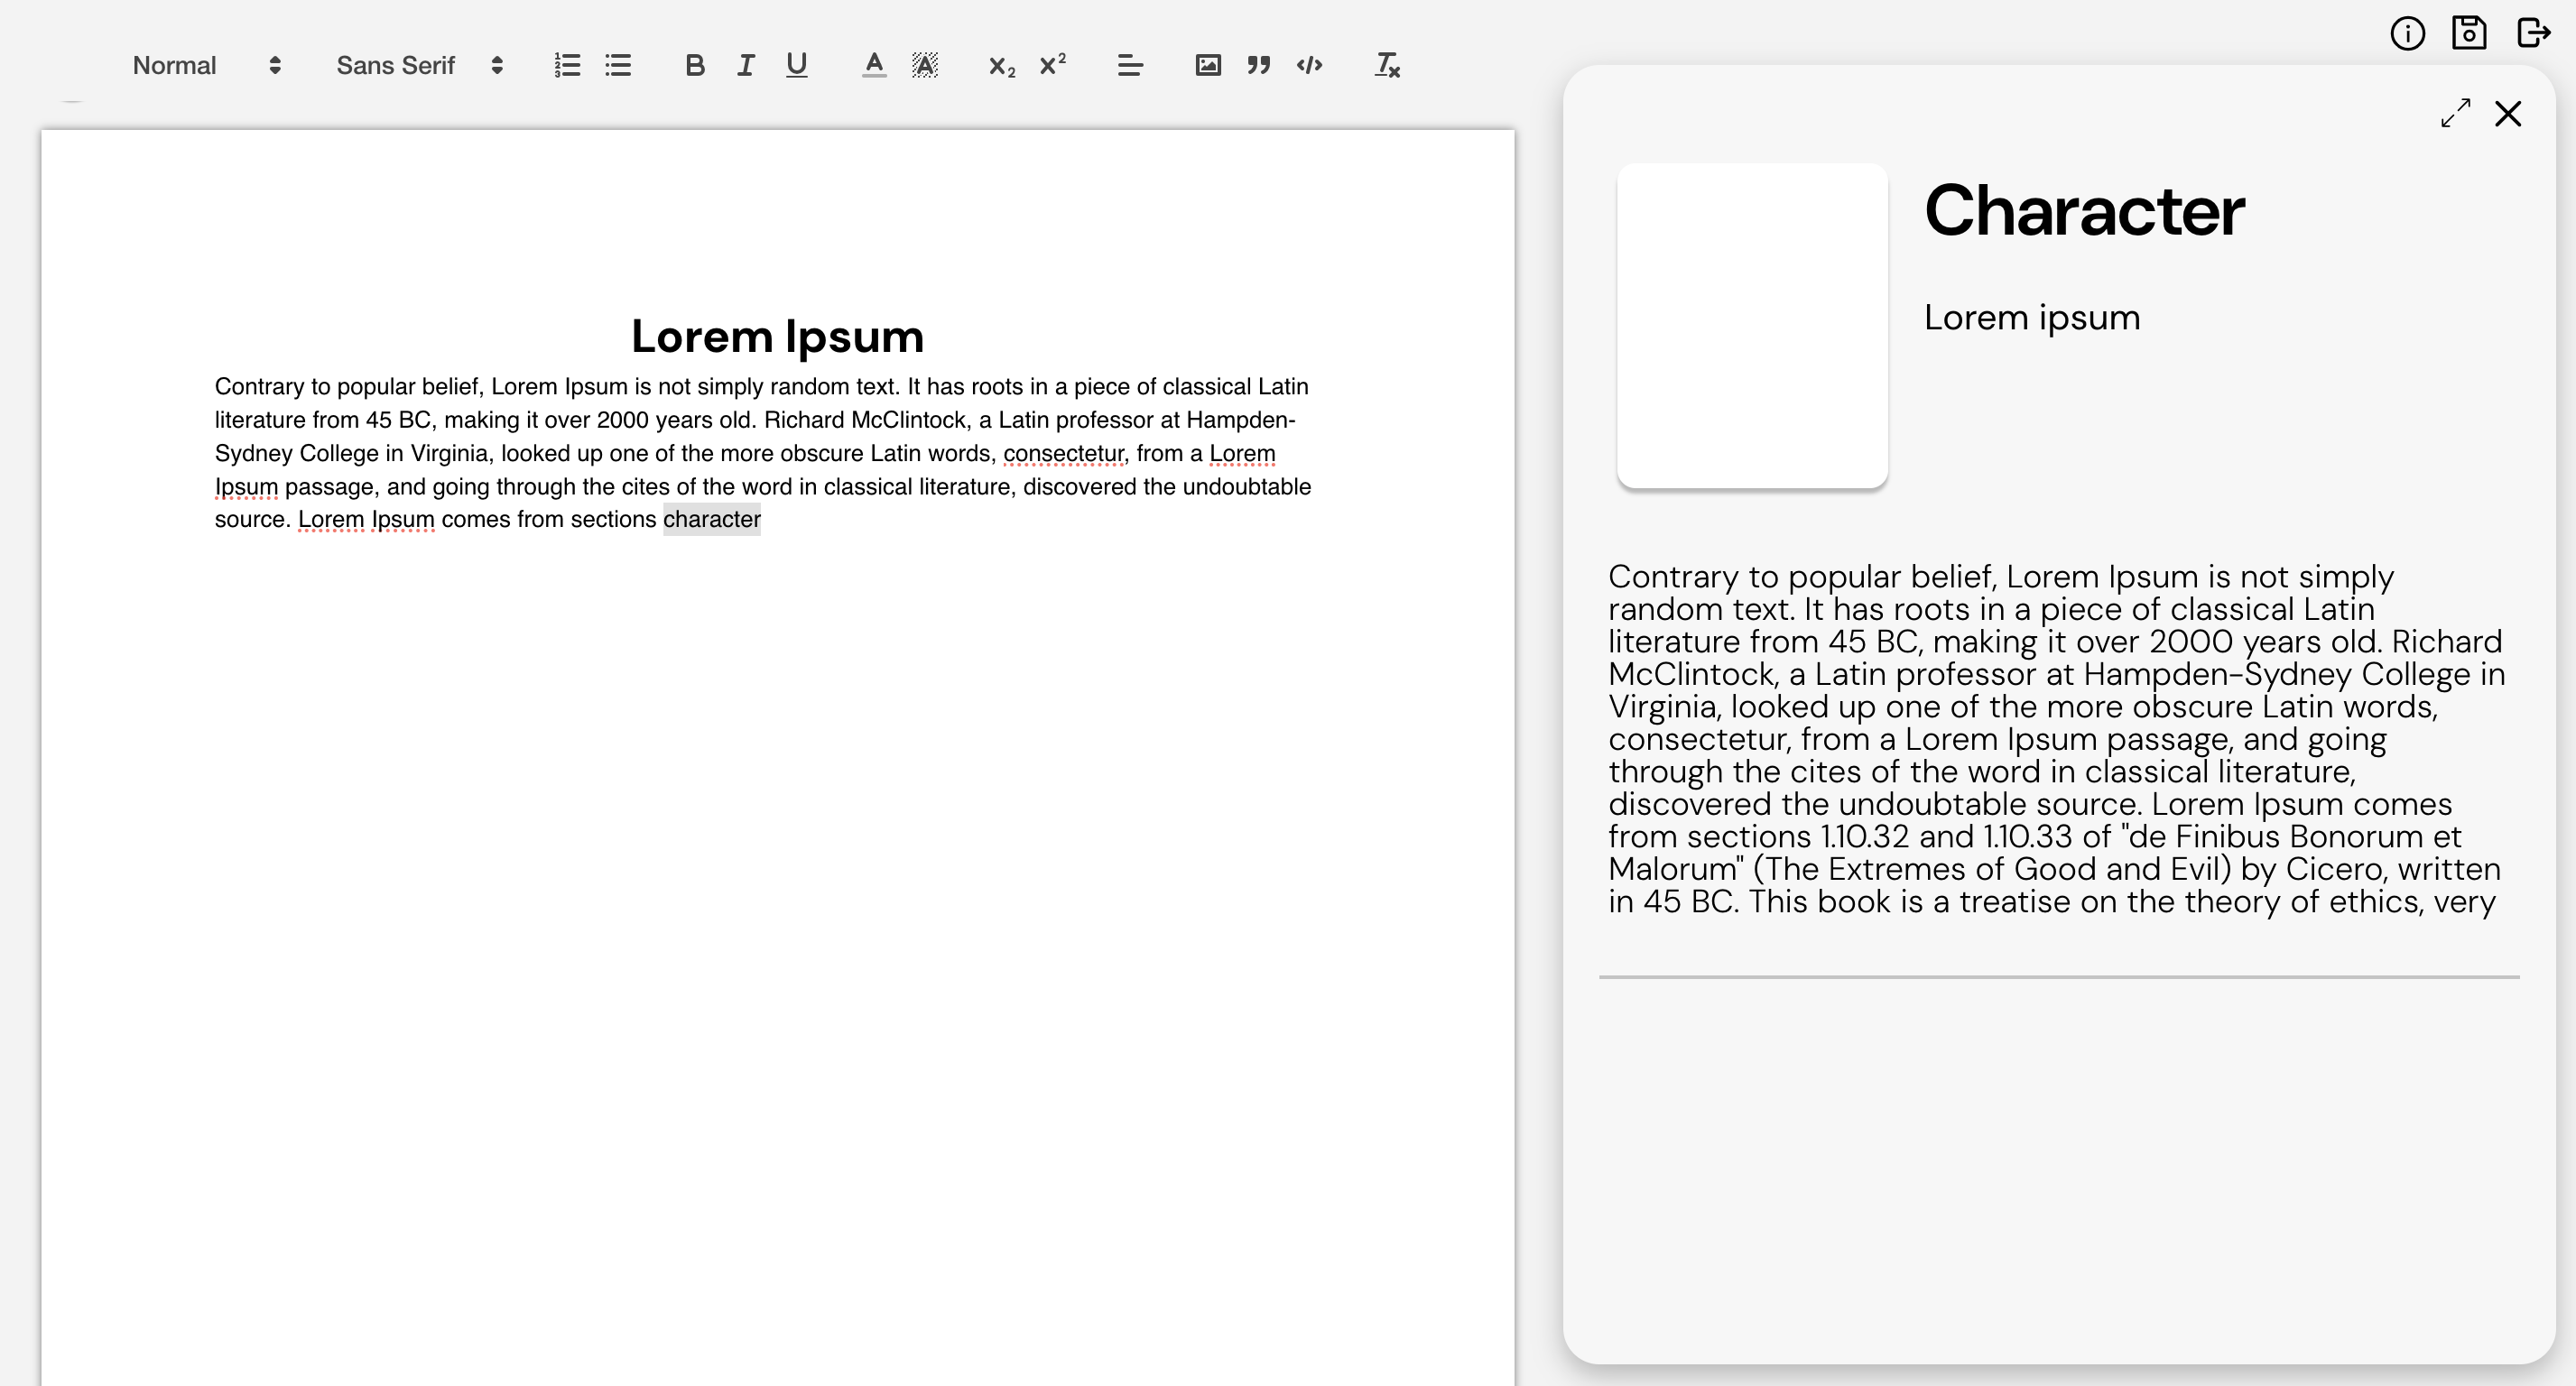 Normal
Sans Serif
Lorem Ipsum
Contrary to popular belief, Lorem Ipsum is not simply random text. It has roots in a piece of classical Latin
literature from 45 BC, making it over 2000 years old. Richard McClintock, a Latin professor at Hampden-
Sydney College in Virginia, looked up one of the more obscure Latin words, consectetur, from a Lorem
Ipsum passage, and going through the cites of the word in classical literature, discovered the undoubtable
source. Lorem Ipsum comes from sections character
Character
Lorem ipsum
Contrary to popular belief, Lorem Ipsum is not simply
random text. It has roots in a piece of classical Latin
literature from 45 BC, making it over 2000 years old. Richard
McClintock, a Latin professor at Hampden-Sydney College in
Virginia, looked up one of the more obscure Latin words,
consectetur, from a Lorem Ipsum passage, and going
through the cites of the word in classical literature,
discovered the undoubtable source. Lorem Ipsum comes
from sections 1.10.32 and 1.10.33 of "de Finibus Bonorum et
Malorum" (The Extremes of Good and Evil) by Cicero, written
in 45 BC. This book is a treatise on the theory of ethics, very